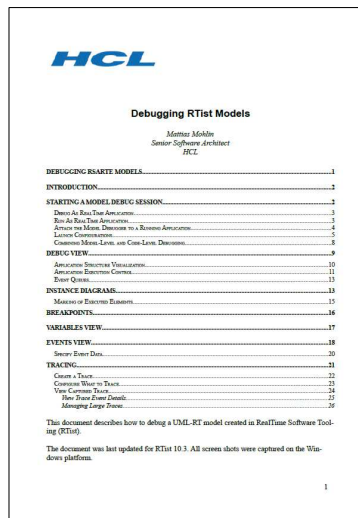 HCL
Debugging RTist Models
Mattias Mohlin
Senior Software Architect
HCL
DEBUGGING RSARTE MODELS...1
INTRODUCTION...2
STARTING A MODEL DEBUG SESSION...2
DEBUG AS REALTIME APPLICATION...3
RUN AS REALTIME APPLICATION...3
ATTACH THE MODEL DEBUGGER TO A RUNNING APPLICATION...4
LAUNCH CONFIGURATIONS...5
COMBINING MODEL-LEVEL AND CODE-LEVEL DEBUGGING...8
DEBUG VIEW...9
APPLICATION STRUCTURE VISUALIZATION...10
APPLICATION EXECUTION CONTROL...11
EVENT QUEUES...13
INSTANCE DIAGRAMS...13
MARKING OF EXECUTED ELEMENTS...15
BREAKPOINTS...16
VARIABLES VIEW...17
EVENTS VIEW...18
SPECIFY EVENT DATA...20
TRACING...21
CREATE A TRACE...22
CONFIGURE WHAT TO TRACE...23
VIEW CAPTURED TRACE...24
View Trace Event Details...25
Managing Large Traces...26
This document describes how to debug a UML-RT model created in RealTime Software Tool-
ing (RTist).
The document was last updated for RTist 10.3. All screen shots were captured on the Win-
dows platform.
1